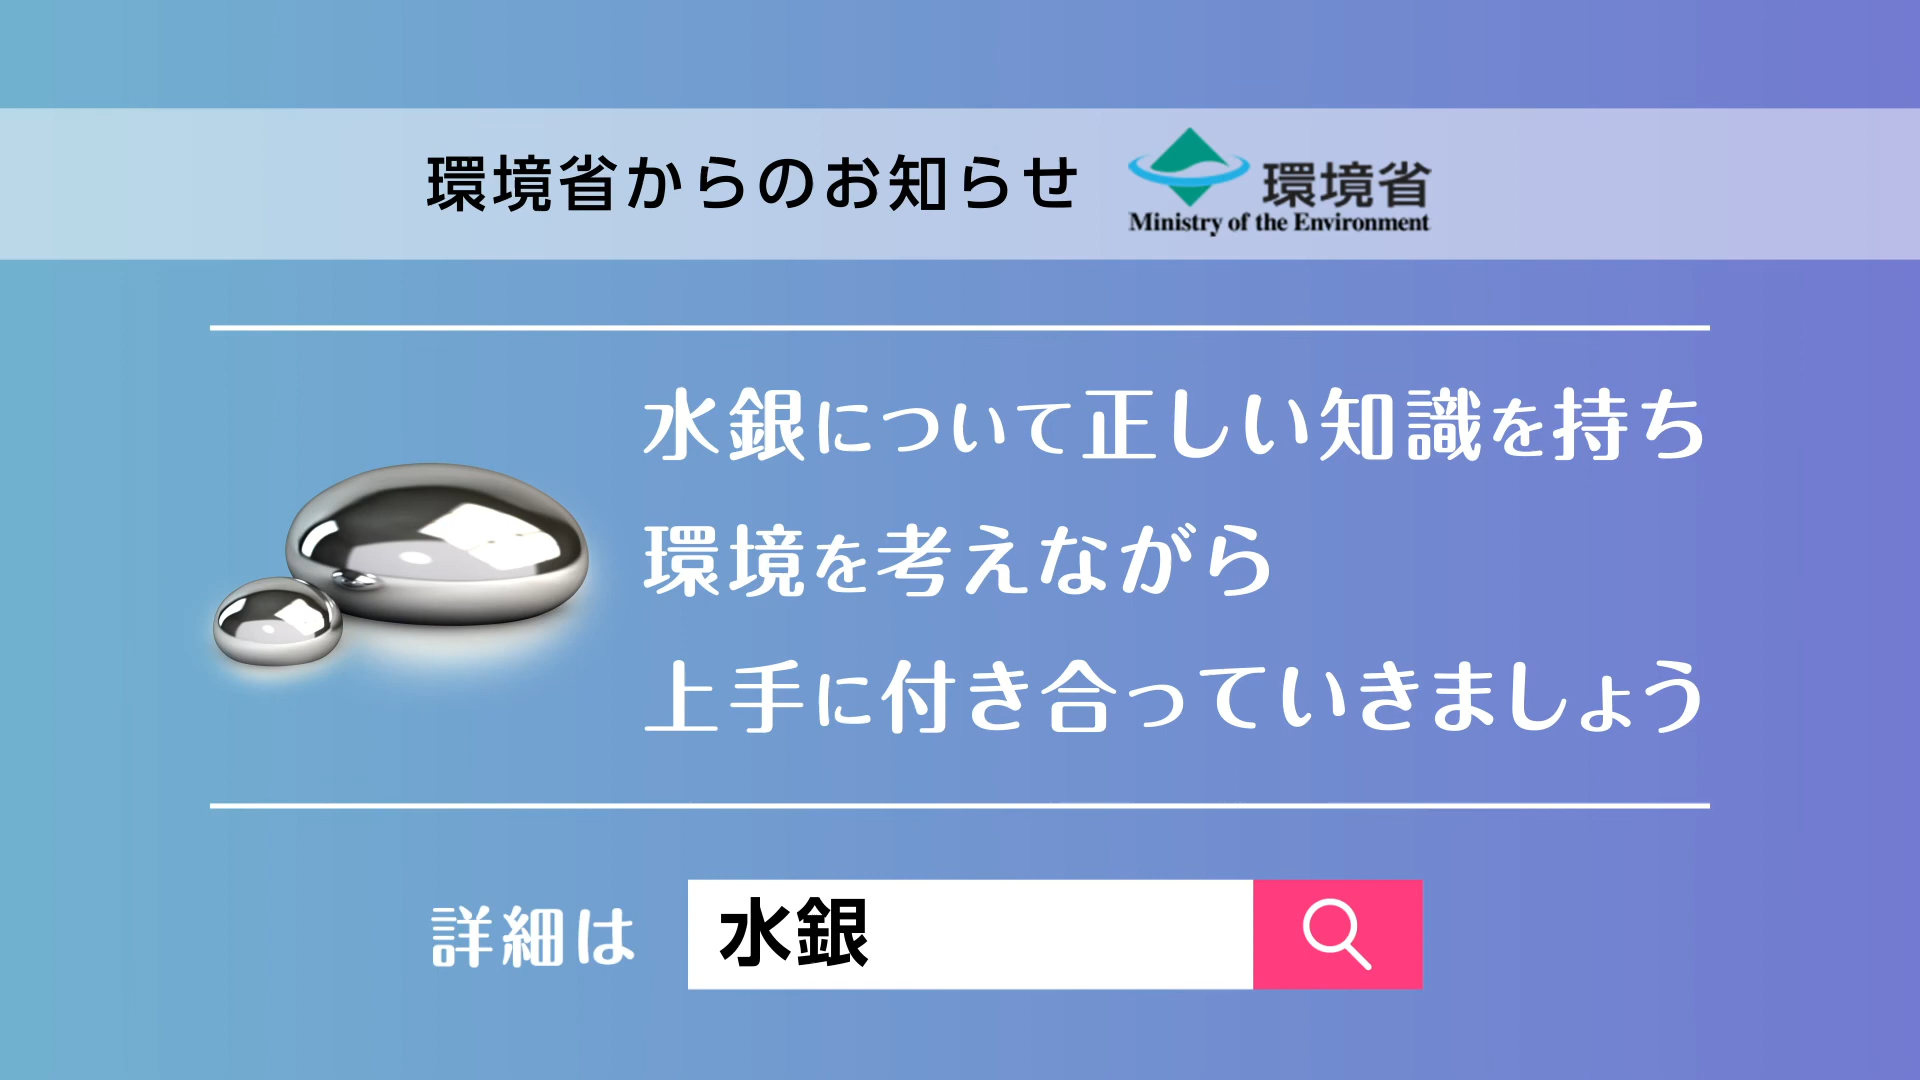 環境省からのお知らせ
環境省
Ministry of the Environment
水銀について正しい知識を持ち
環境を考えながら
上手に付き合っていきましょう
詳細は
水銀